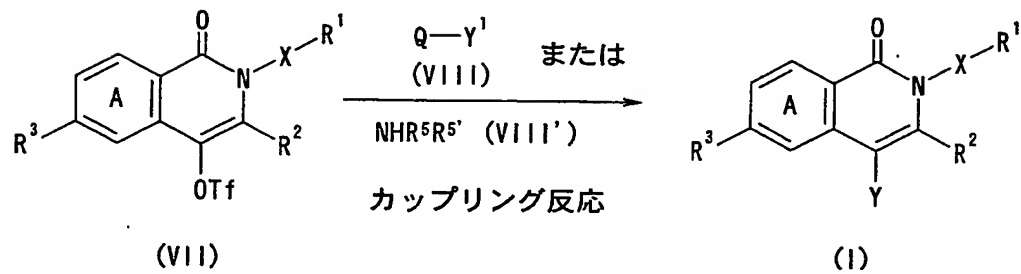 O
X
R¹
N
A
R³
R²
OTf
(VII)
Q—Y¹ または
(VIII)
NHR⁵R⁵' (VIII')
カップリング反応
O
X
R¹
N
A
R³
R²
Y
(I)